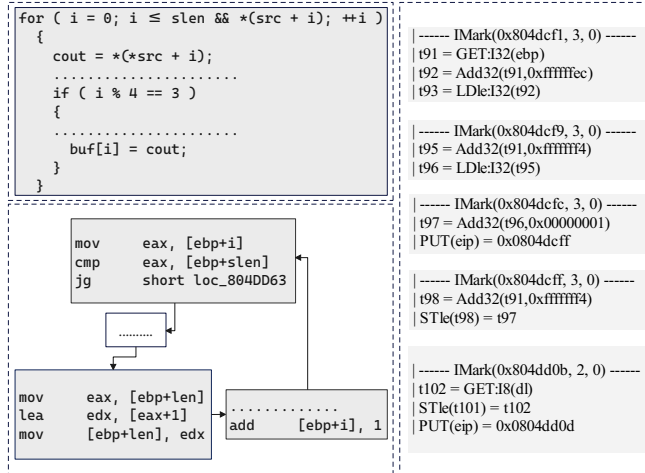 for ( i = 0; i ≤ slen && *(src + i); ++i )
{
cout = *(*src + i);
......................
if ( i % 4 == 3 )
{
......................
buf[i] = cout;
}
}
mov eax, [ebp+i]
cmp eax, [ebp+slen]
jg short loc_804DD63
..........
mov eax, [ebp+len]
lea edx, [eax+1]
mov [ebp+len], edx
.............
add [ebp+i], 1
| ------ IMark(0x804dcf1, 3, 0) ------
| t91 = GET:I32(ebp)
| t92 = Add32(t91,0xffffffec)
| t93 = LDle:I32(t92)
| ------ IMark(0x804dcf9, 3, 0) ------
| t95 = Add32(t91,0xfffffff4)
| t96 = LDle:I32(t95)
| ------ IMark(0x804dcfc, 3, 0) ------
| t97 = Add32(t96,0x00000001)
| PUT(eip) = 0x0804dcff
| ------ IMark(0x804dcff, 3, 0) ------
| t98 = Add32(t91,0xfffffff4)
| STle(t98) = t97
| ------ IMark(0x804dd0b, 2, 0) ------
| t102 = GET:I8(dl)
| STle(t101) = t102
| PUT(eip) = 0x0804dd0d